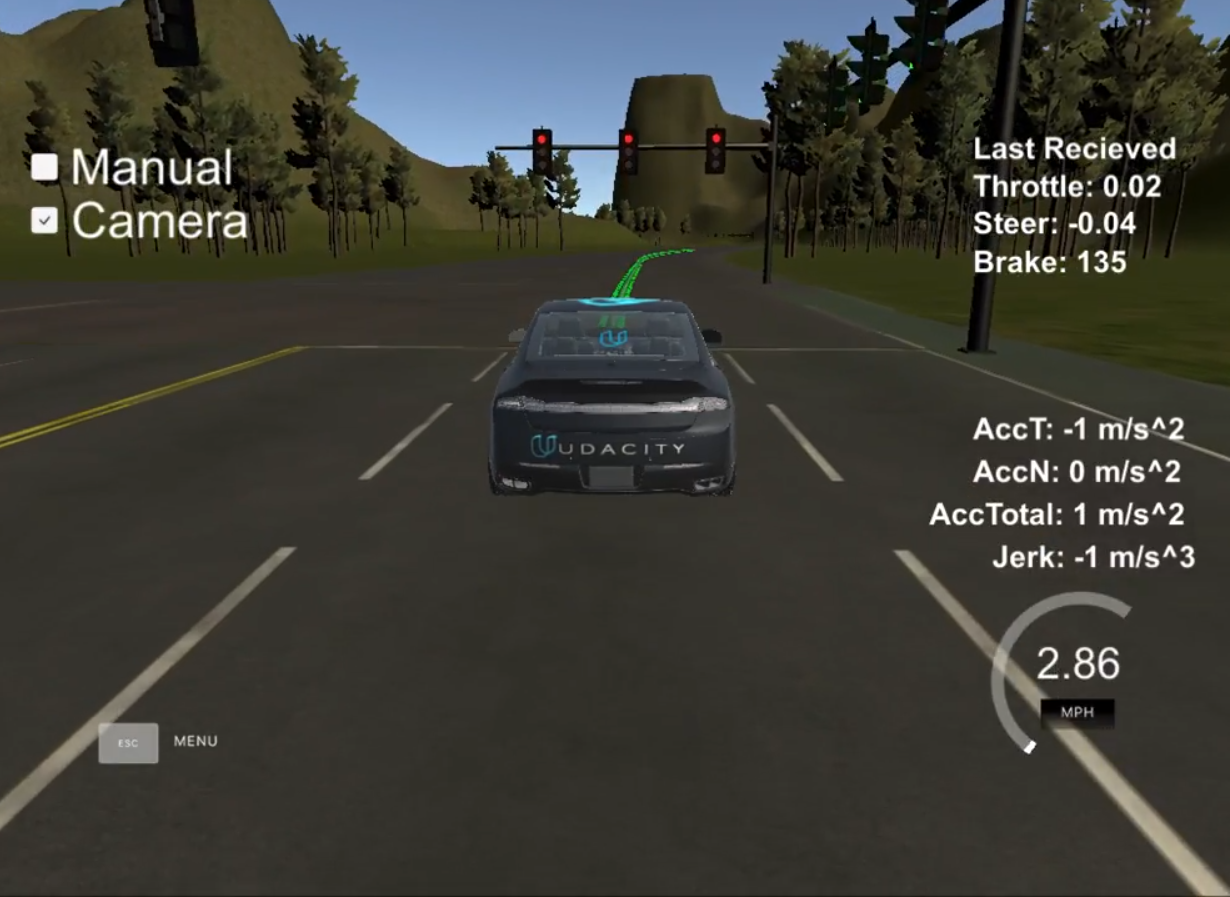 Manual
Camera
Last Recieved
Throttle: 0.02
Steer: -0.04
Brake: 135
UDACITY
AccT: -1 m/s^2
AccN: 0 m/s^2
AccTotal: 1 m/s^2
Jerk: -1 m/s^3
2.86
MPH
ESC
MENU